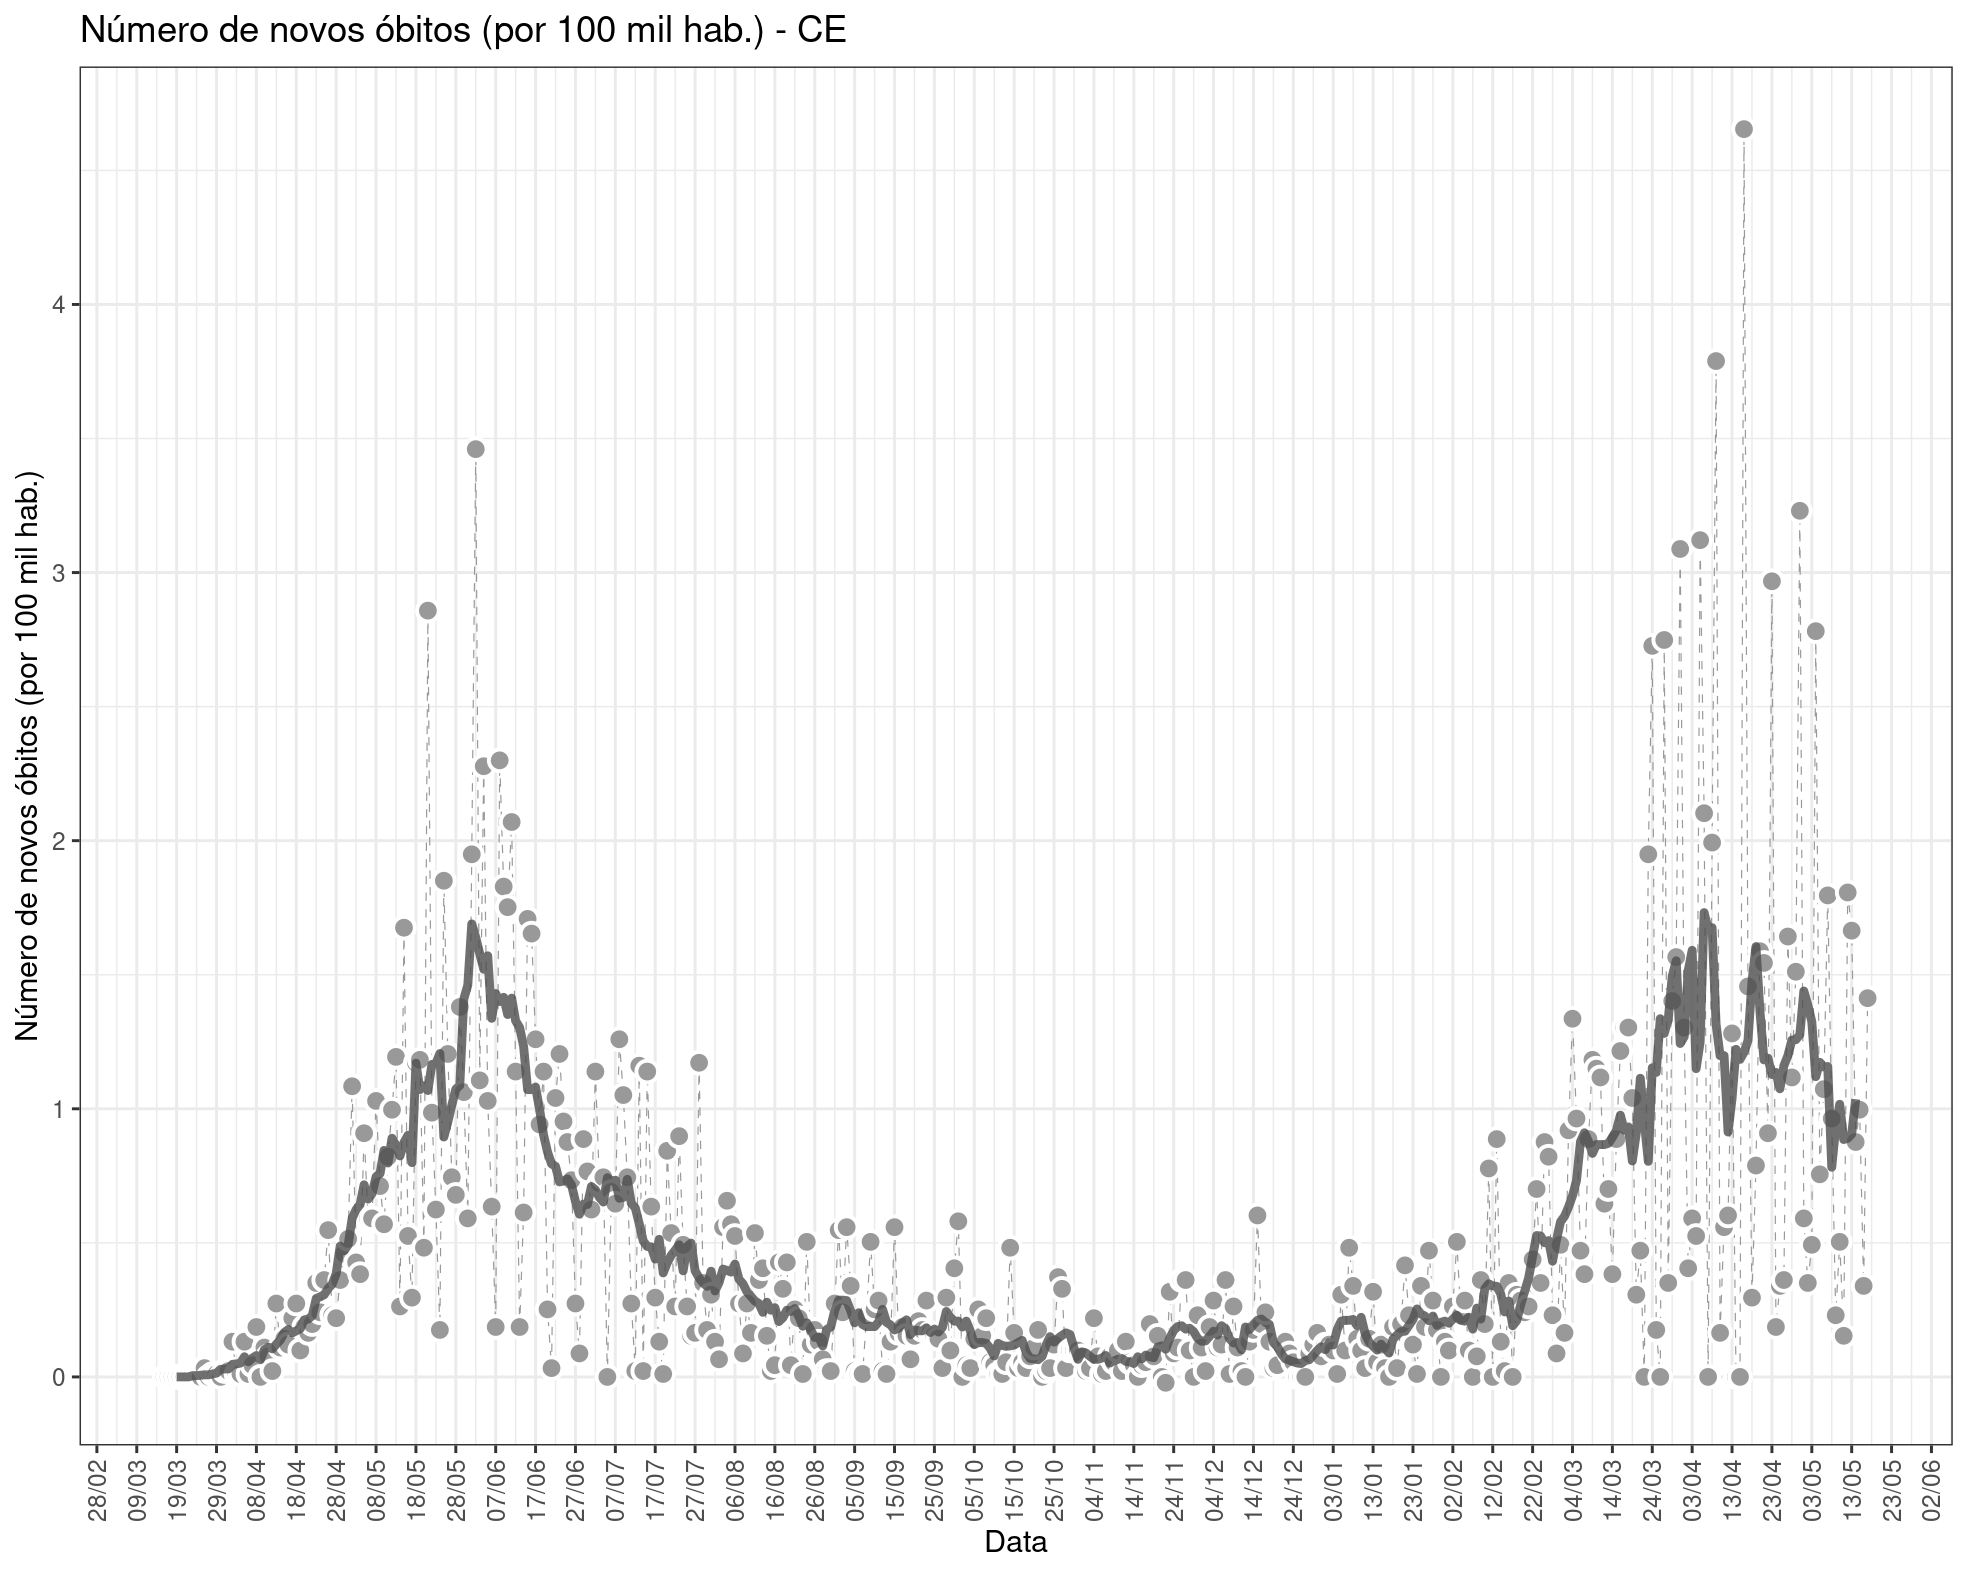 Número de novos óbitos (por 100 mil hab.) - CE
Número de novos óbitos (por 100 mil hab.)
4
3
2
1
0
28/02 09/03 19/03 29/03 08/04 18/04 28/04 08/05 18/05 28/05 07/06 17/06 27/06 07/07 17/07 27/07 06/08 16/08 26/08 05/09 15/09 25/09 05/10 15/10 25/10 04/11 14/11 24/11 04/12 14/12 24/12 03/01 13/01 23/01 02/02 12/02 22/02 04/03 14/03 24/03 03/04 13/04 23/04 03/05 13/05 23/05 02/06
Data